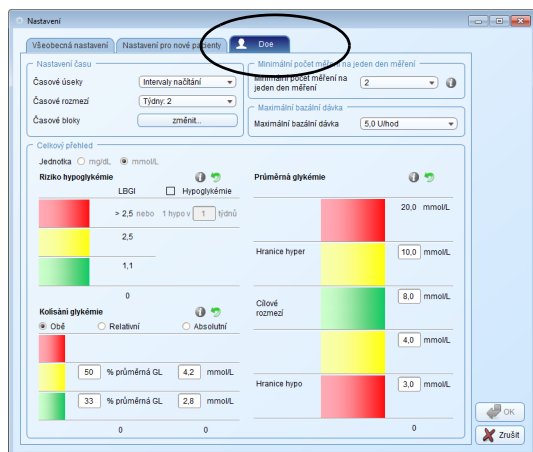 Nastavení
Všeobecná nastavení Nastavení pro nové pacienty Doe
Nastavení času
Časové úseky Intervaly načítání
Časové rozmezí Týdny: 2
Časové bloky změnit...
Minimální počet měření na jeden den měření
Minimální počet měření na
jeden den měření 2
Maximální bazální dávka
Maximální bazální dávka 5,0 U/hod
Celkový přehled
Jednotka mg/dL mmol/L
Riziko hypoglykémie
LBGI Hypoglykémie
> 2,5 nebo 1 hypo v 1 týdnů
2,5
1,1
0
Kolísání glykémie
Obě Relativní Absolutní
50 % průměrná GL 4,2 mmol/L
33 % průměrná GL 2,8 mmol/L
0 0
Průměrná glykémie
20,0 mmol/L
Hranice hyper 10,0 mmol/L
Cílové
rozmezí
8,0 mmol/L
4,0 mmol/L
Hranice hypo 3,0 mmol/L
0
OK
Zrušit